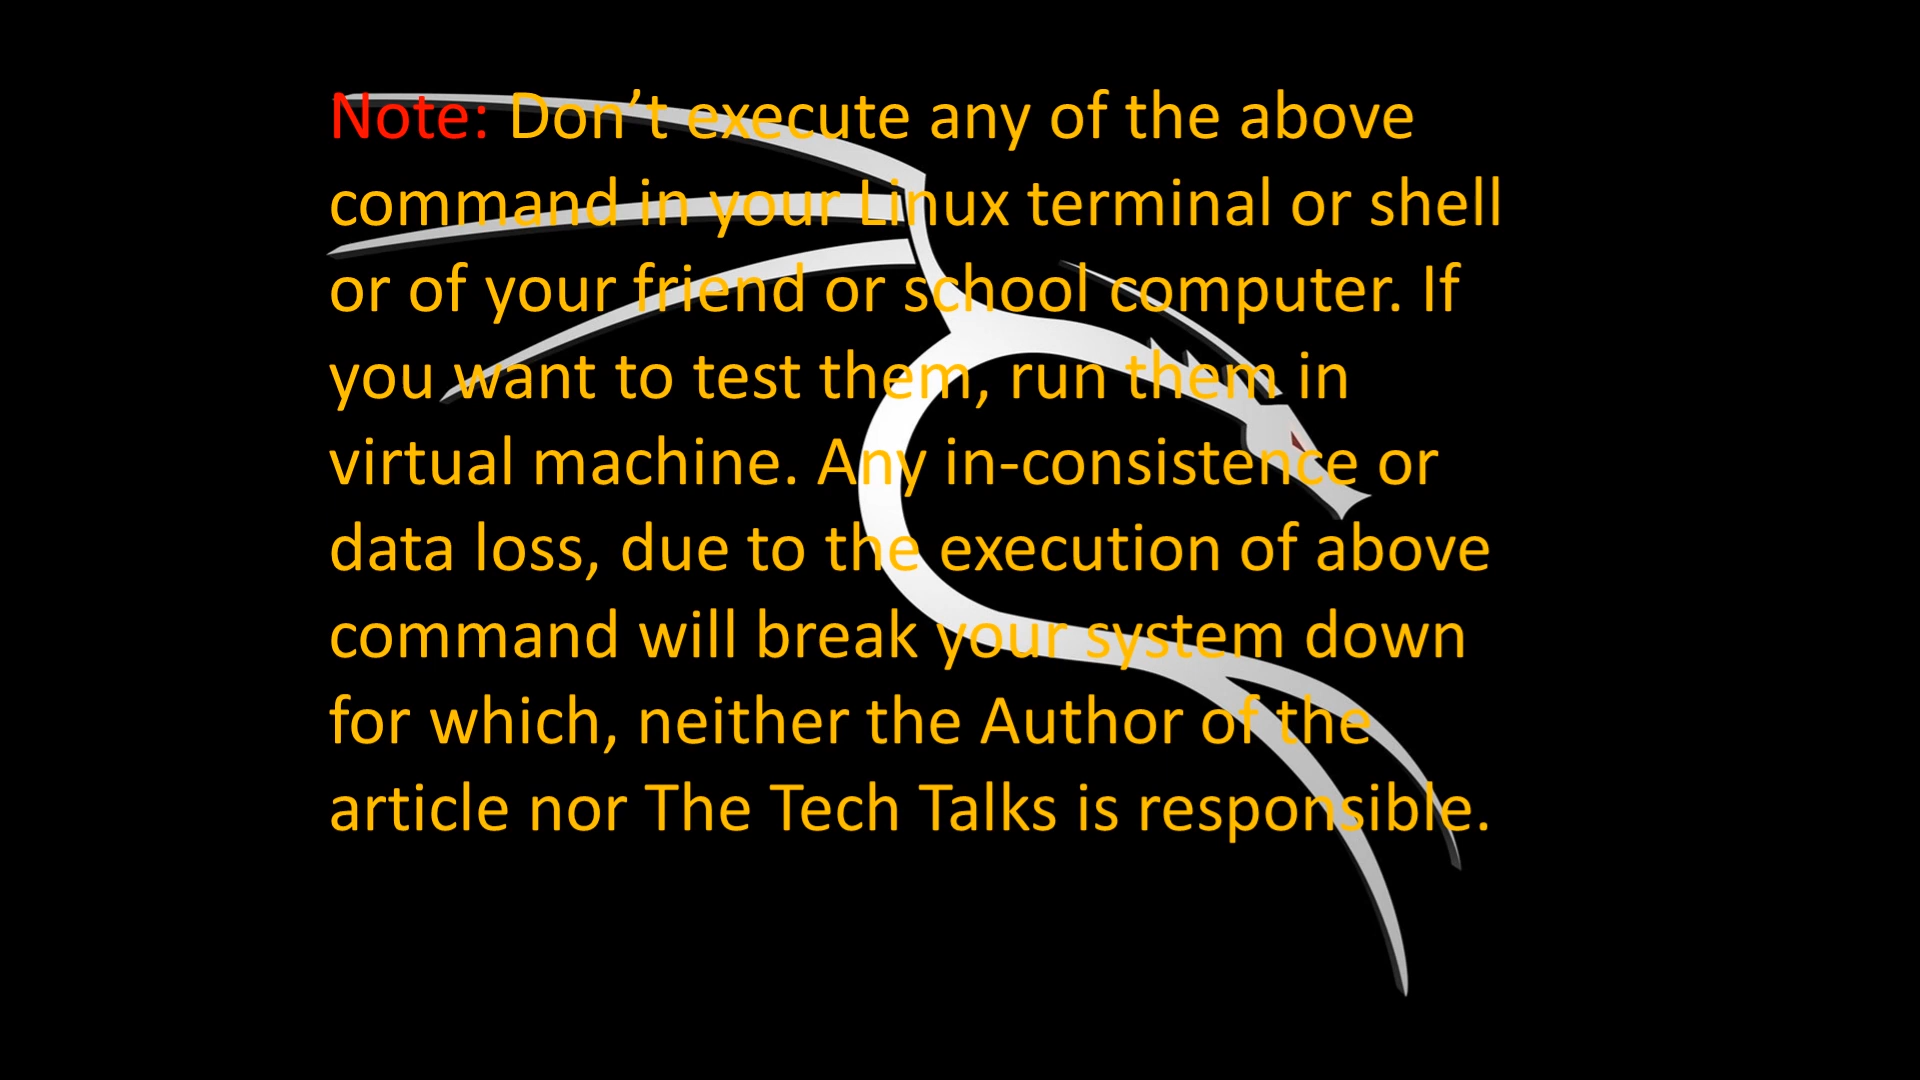 Note: Don’t execute any of the above
command in your Linux terminal or shell
or of your friend or school computer. If
you want to test them, run them in
virtual machine. Any in-consistence or
data loss, due to the execution of above
command will break your system down
for which, neither the Author of the
article nor The Tech Talks is responsible.